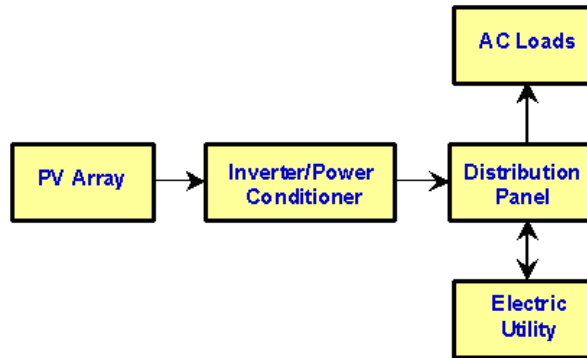 AC Loads
PV Array
Inverter/Power
Conditioner
Distribution
Panel
Electric
Utility